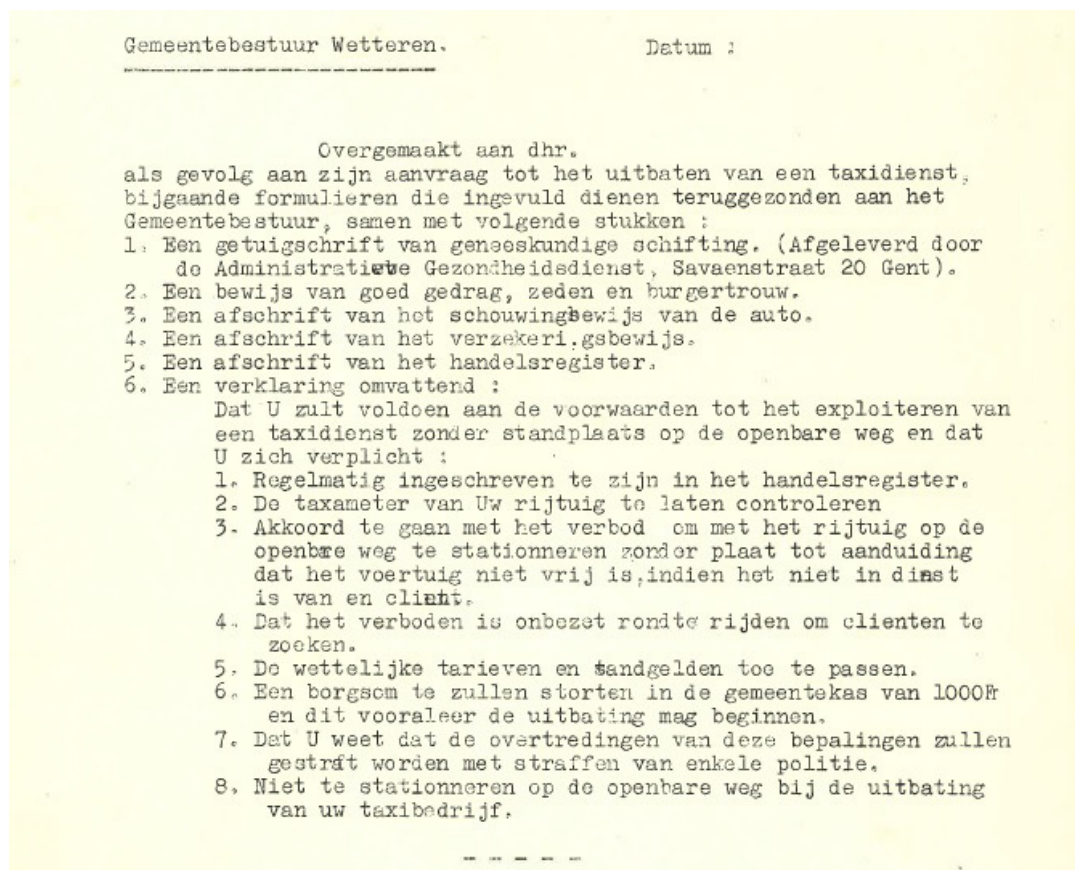 Gemeentebestuur Wetteren. Datum :
Overgemaakt aan dhr.
als gevolg aan zijn aanvraag tot het uitbaten van een taxidienst,
bijgaande formulieren die ingevuld dienen teruggezonden aan het
Gemeentebestuur, samen met volgende stukken :
1. Een getuigschrift van geneeskundige schifting. (Afgeleverd door
de Administratieve Gezondheidsdienst, Savaenstraat 20 Gent).
2. Een bewijs van goed gedrag, zeden en burgertrouw.
3. Een afschrift van het schouwingbewijs van de auto.
4. Een afschrift van het verzekeri.gsbewijs.
5. Een afschrift van het handelsregister.
6. Een verklaring omvattend :
Dat U zult voldoen aan de voorwaarden tot het exploiteren van
een taxidienst zonder standplaats op de openbare weg en dat
U zich verplicht :
1. Regelmatig ingeschreven te zijn in het handelsregister.
2. De taxameter van Uw rijtuig te laten controleren
3. Akkoord te gaan met het verbod om met het rijtuig op de
openbre weg te stationneren zonder plaat tot aanduiding
dat het voertuig niet vrij is,indien het niet in dinst
is van en client.
4. Dat het verboden is onbezet rondte rijden om clienten te
zoeken.
5. De wettelijke tarieven en tandgelden toe te passen.
6. Een borgsom te zullen storten in de gemeentekas van 1000Fr
en dit vooraleer de uitbating mag beginnen.
7. Dat U weet dat de overtredingen van deze bepalingen zullen
gestrat worden met straffen van enkele politie.
8. Niet te stationneren op de openbare weg bij de uitbating
van uw taxibedrijf.
- - - - -